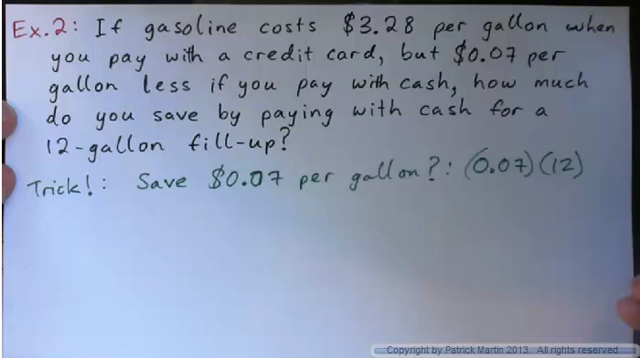 Ex.2: If gasoline costs $3.28 per gallon when
you pay with a credit card, but $0.07 per
gallon less if you pay with cash, how much
do you save by paying with cash for a
12-gallon fill-up?
Trick!: Save $0.07 per gallon?: (0.07)(12)
Copyright by Patrick Martin 2013. All rights reserved.